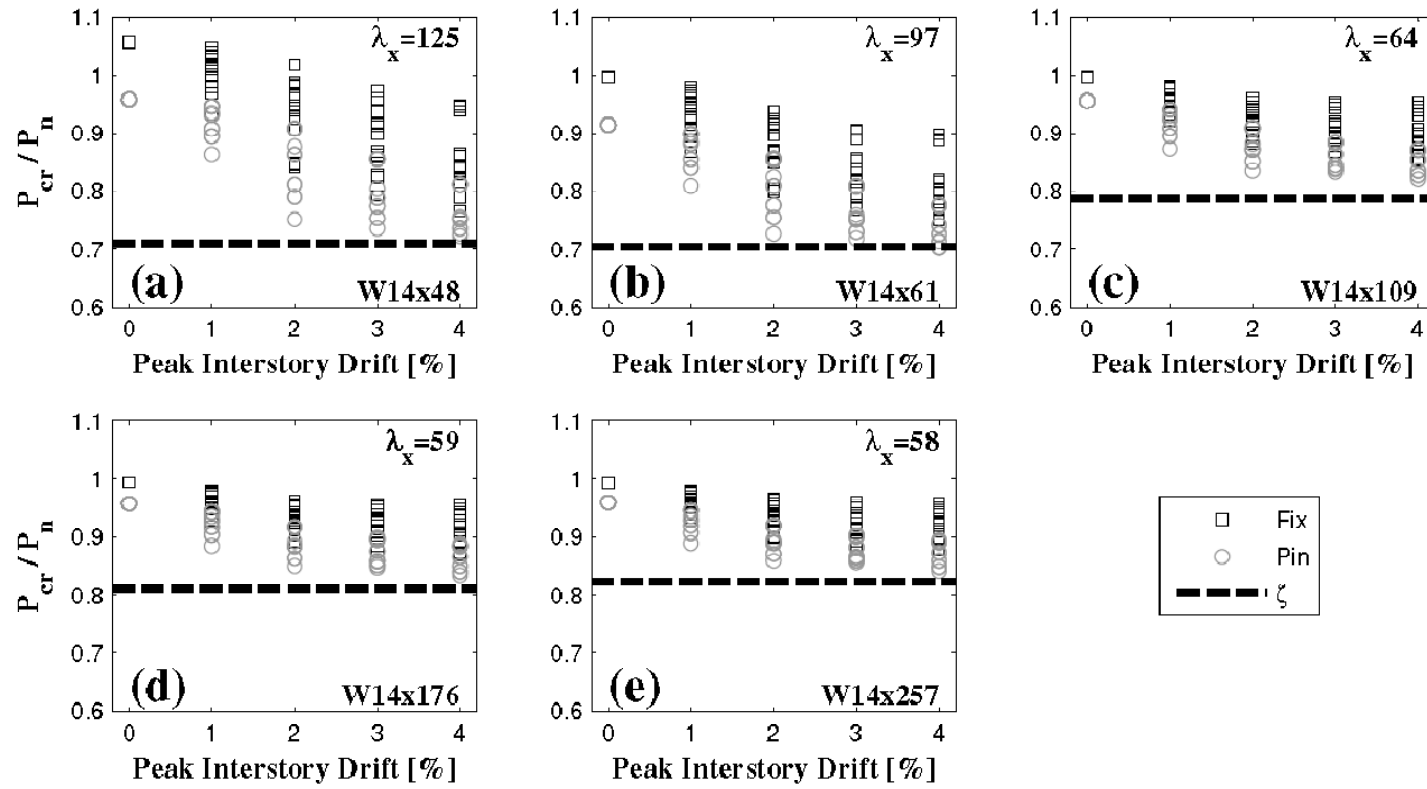 1.1
1
0.9
0.8
0.7
0.6
P_cr / P_n
λ_x=125
(a)
W14x48
0 1 2 3 4
Peak Interstory Drift [%]
1.1
1
0.9
0.8
0.7
0.6
λ_x=97
(b)
W14x61
0 1 2 3 4
Peak Interstory Drift [%]
1.1
1
0.9
0.8
0.7
0.6
λ_x=64
(c)
W14x109
0 1 2 3 4
Peak Interstory Drift [%]
1.1
1
0.9
0.8
0.7
0.6
P_cr / P_n
λ_x=59
(d)
W14x176
0 1 2 3 4
Peak Interstory Drift [%]
1.1
1
0.9
0.8
0.7
0.6
λ_x=58
(e)
W14x257
0 1 2 3 4
Peak Interstory Drift [%]
Fix
Pin
ζ